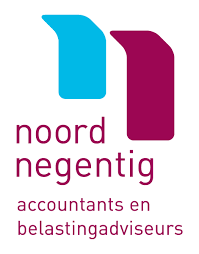 noord
negentig
accountants en
belastingadviseurs